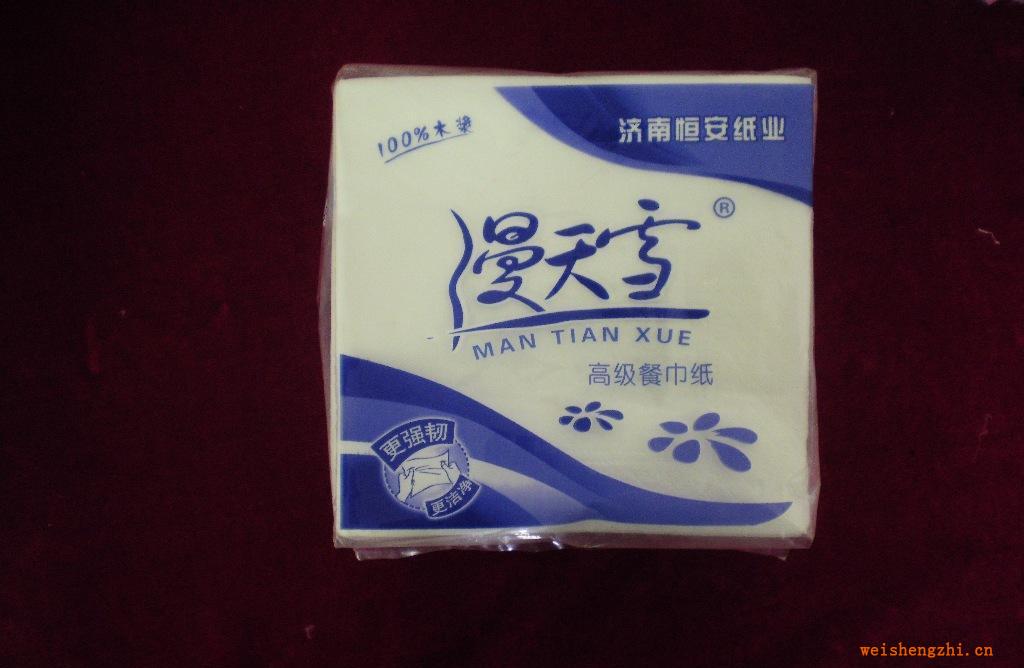 100%木浆
济南恒安纸业
漫天雪®
MAN TIAN XUE
高级餐巾纸
更强韧
更洁净
weishengzhi.cn